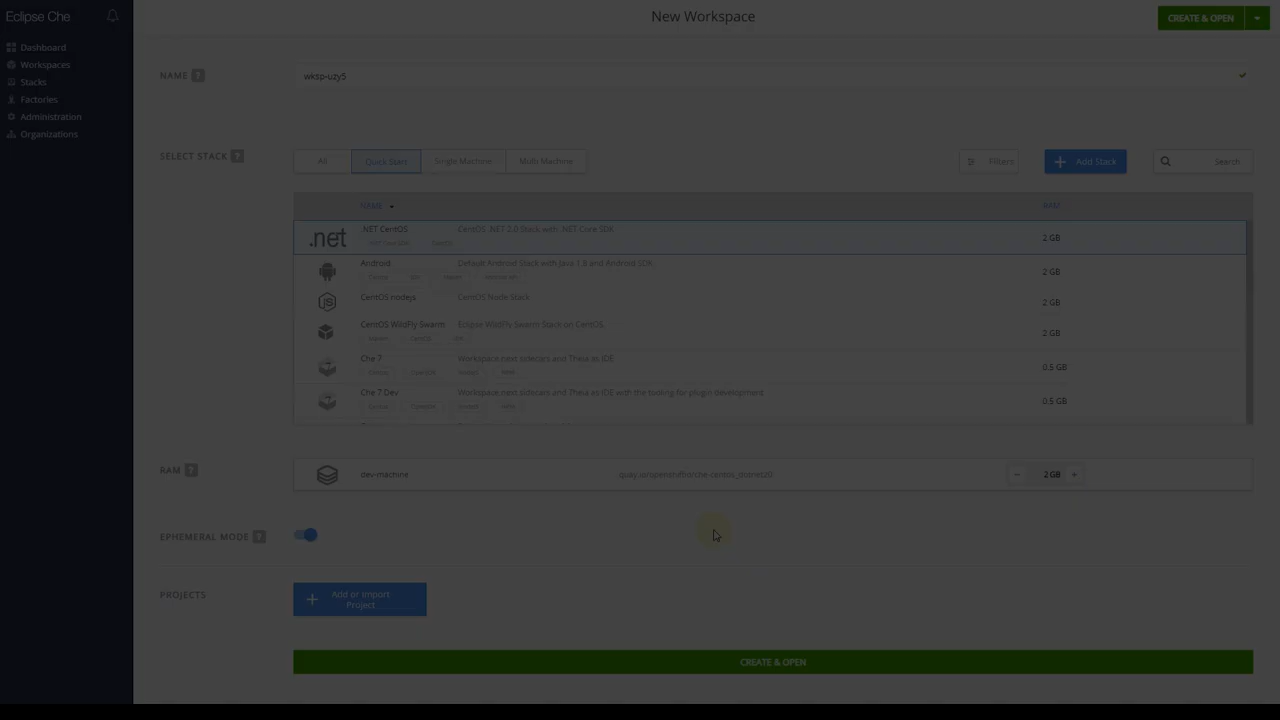 Eclipse Che
New Workspace
CREATE & OPEN
Dashboard
Workspaces
Stacks
Factories
Administration
Organizations
NAME ?
wksp-uzy5
SELECT STACK ?
All
Quick Start
Single Machine
Multi Machine
Filters
Add Stack
Search
NAME
RAM
.net
.NET CentOS
CentOS .NET 2.0 Stack with .NET Core SDK
2 GB
Android
Default Android Stack with Java 1.8 and Android SDK
2 GB
CentOS nodejs
CentOS Node Stack
2 GB
CentOS WildFly Swarm
Eclipse WildFly Swarm Stack on CentOS.
2 GB
Che 7
Workspace.next sidecars and Theia as IDE
0.5 GB
Che 7 Dev
Workspace.next sidecars and Theia as IDE with the tooling for plugin development
0.5 GB
RAM ?
dev-machine
2 GB
EPHEMERAL MODE ?
PROJECTS
Add or Import
Project
CREATE & OPEN